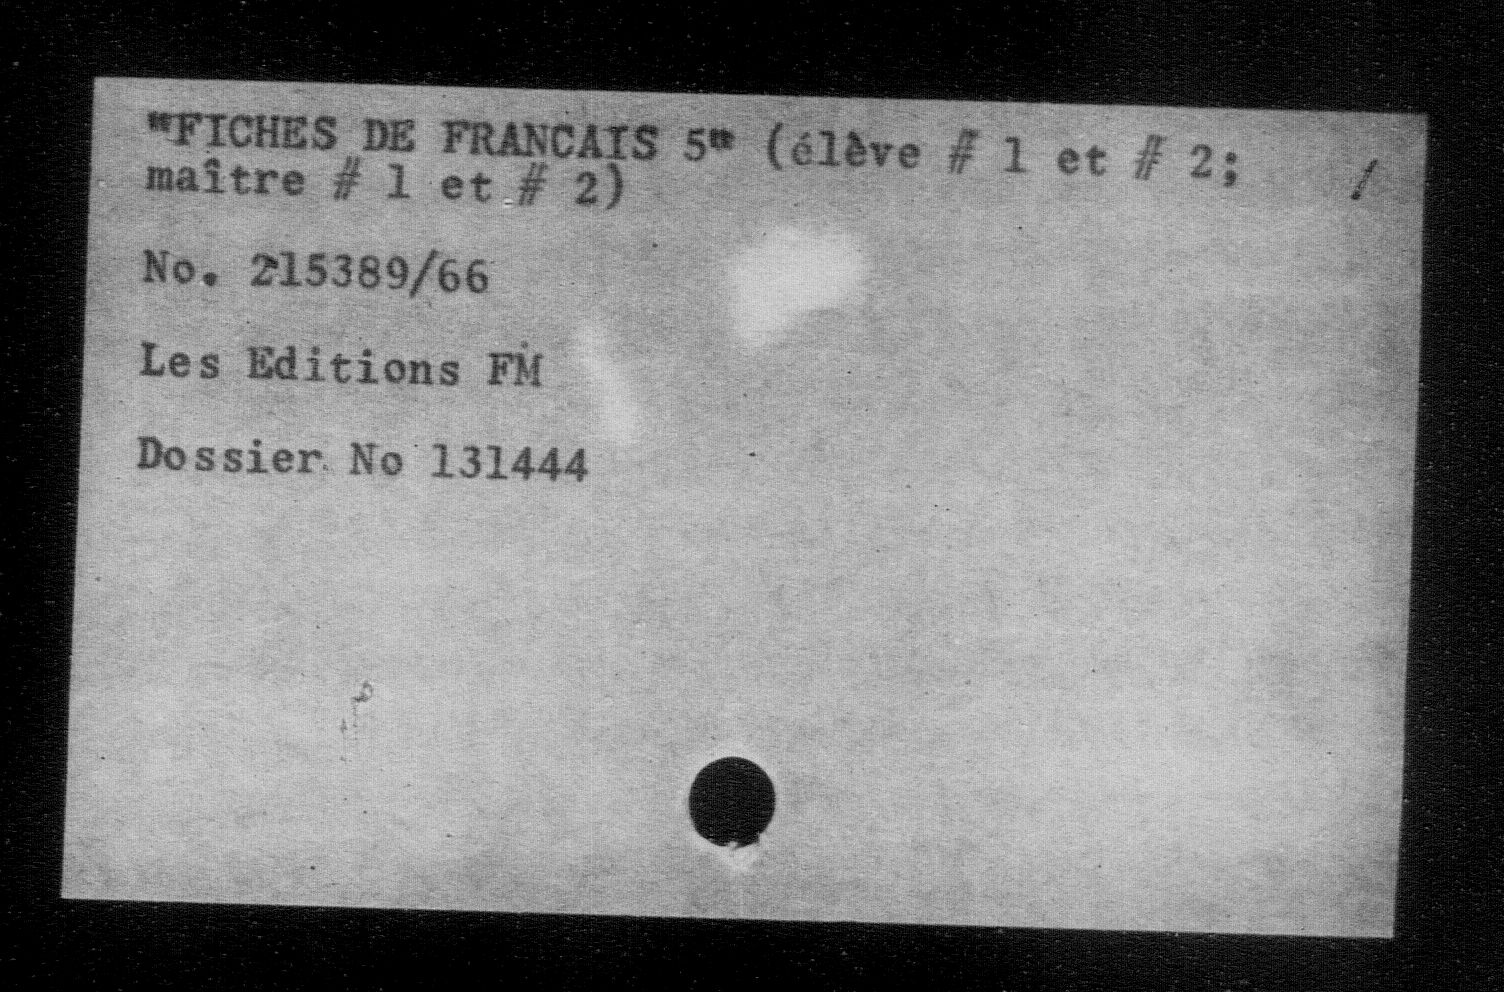 "FICHES DE FRANCAIS 5" (élève # 1 et # 2;
maître # 1 et # 2)
No. 215389/66
Les Editions FM
Dossier No 131444